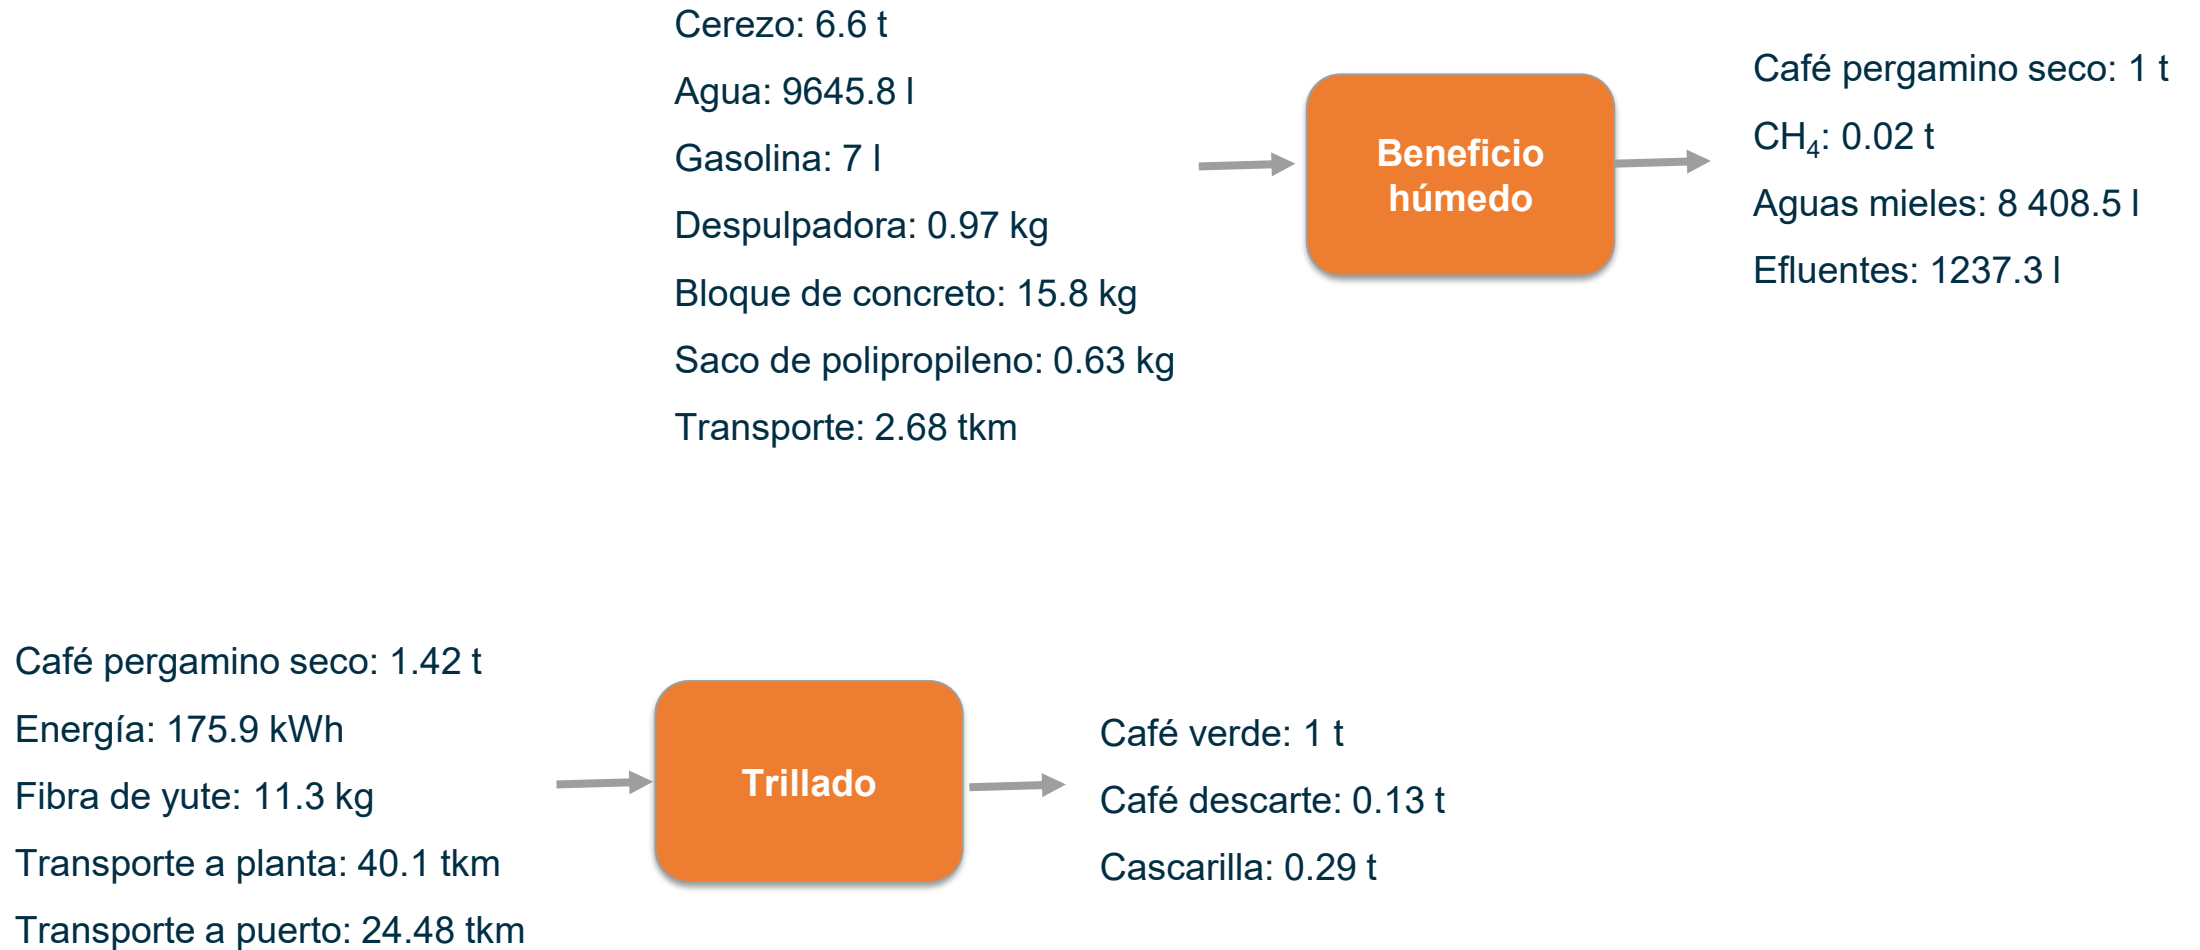 Cerezo: 6.6 t
Agua: 9645.8 l
Gasolina: 7 l
Despulpadora: 0.97 kg
Bloque de concreto: 15.8 kg
Saco de polipropileno: 0.63 kg
Transporte: 2.68 tkm
Beneficio
húmedo
Café pergamino seco: 1 t
CH₄: 0.02 t
Aguas mieles: 8 408.5 l
Efluentes: 1237.3 l
Café pergamino seco: 1.42 t
Energía: 175.9 kWh
Fibra de yute: 11.3 kg
Transporte a planta: 40.1 tkm
Transporte a puerto: 24.48 tkm
Trillado
Café verde: 1 t
Café descarte: 0.13 t
Cascarilla: 0.29 t